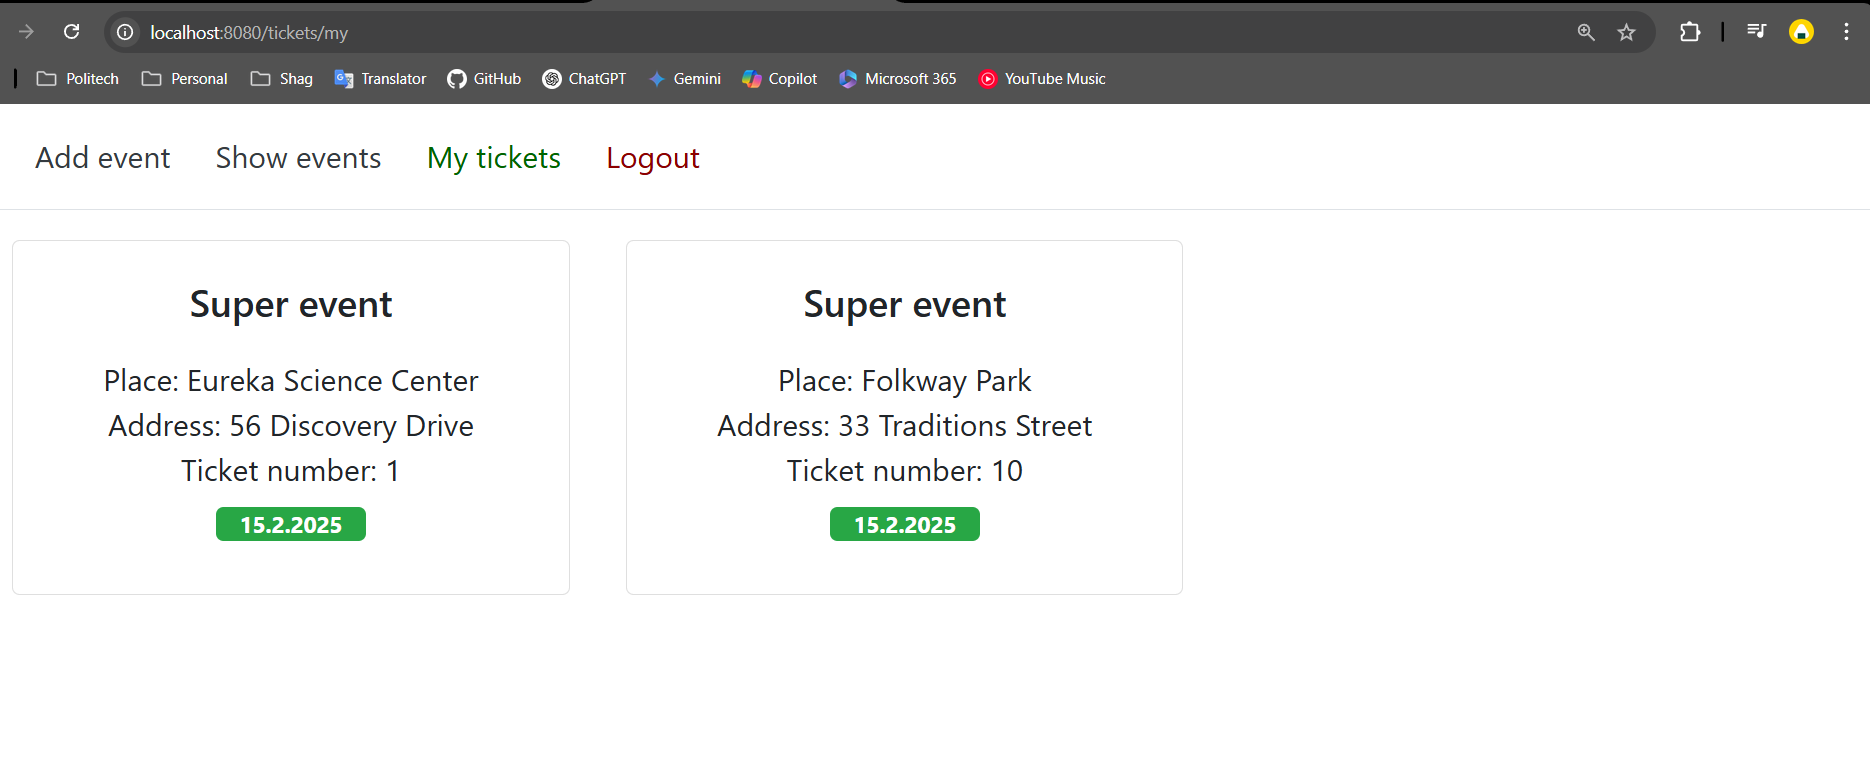 localhost:8080/tickets/my
Politech Personal Shag Translator GitHub ChatGPT Gemini Copilot Microsoft 365 YouTube Music
Add event Show events My tickets Logout
Super event
Place: Eureka Science Center
Address: 56 Discovery Drive
Ticket number: 1
15.2.2025
Super event
Place: Folkway Park
Address: 33 Traditions Street
Ticket number: 10
15.2.2025